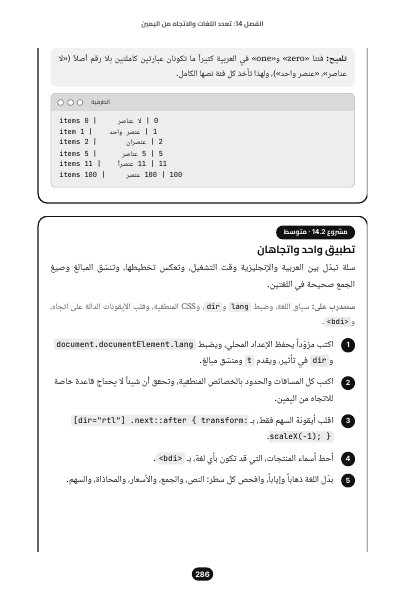 الفصل 14: تعدد اللغات والاتجاه من اليمين
تلميح: فئتا «zero» و«one» في العربية كثيراً ما تكونان عبارتين كاملتين بلا رقم أصلاً («لا
عناصر»، «عنصر واحد»)، ولهذا تأخذ كل فئة نصها الكامل.
الطرفية
0 items | لا عناصر | 0
1 item | عنصر واحد | 1
2 items | عنصران | 2
5 items | 5 عناصر | 5
11 items | 11 عنصراً | 11
100 items | 100 عنصر | 100
مشروع 14.2 · متوسط
تطبيق واحد واتجاهان
سلة تبدّل بين العربية والإنجليزية وقت التشغيل، وتعكس تخطيطها، وتنسّق المبالغ وصيغ
الجمع صحيحة في اللغتين.
ستتدرب على: سياق اللغة، وضبط lang و dir، وCSS المنطقية، وقلب الأيقونات الدالة على اتجاه،
و <bdi>.
1 اكتب مزوّداً يحفظ الإعداد المحلي، ويضبط document.documentElement.lang
و dir في تأثير، ويقدم t ومنسّق مبالغ.
2 اكتب كل المسافات والحدود بالخصائص المنطقية، وتحقق أن شيئاً لا يحتاج قاعدة خاصة
للاتجاه من اليمين.
3 اقلب أيقونة السهم فقط، بـ [dir="rtl"] .next::after { transform:
scaleX(-1); }.
4 أحط أسماء المنتجات، التي قد تكون بأي لغة، بـ <bdi>.
5 بدّل اللغة ذهاباً وإياباً، وافحص كل سطر: النص، والجمع، والأسعار، والمحاذاة، والسهم.
286